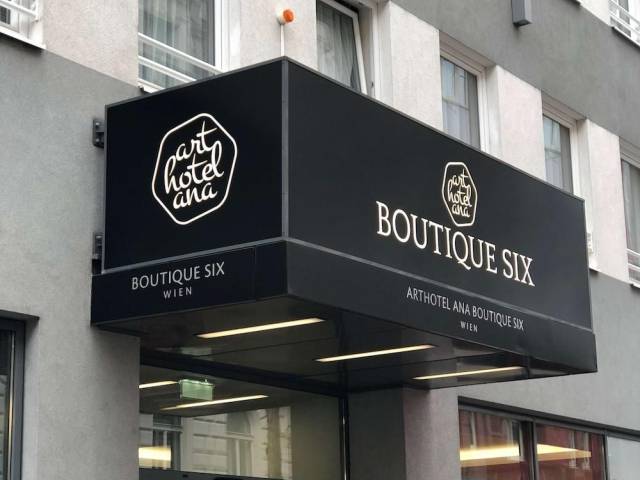 art
hotel
ana
BOUTIQUE SIX
WIEN
art
hotel
ana
BOUTIQUE SIX
ARTHOTEL ANA BOUTIQUE SIX
WIEN